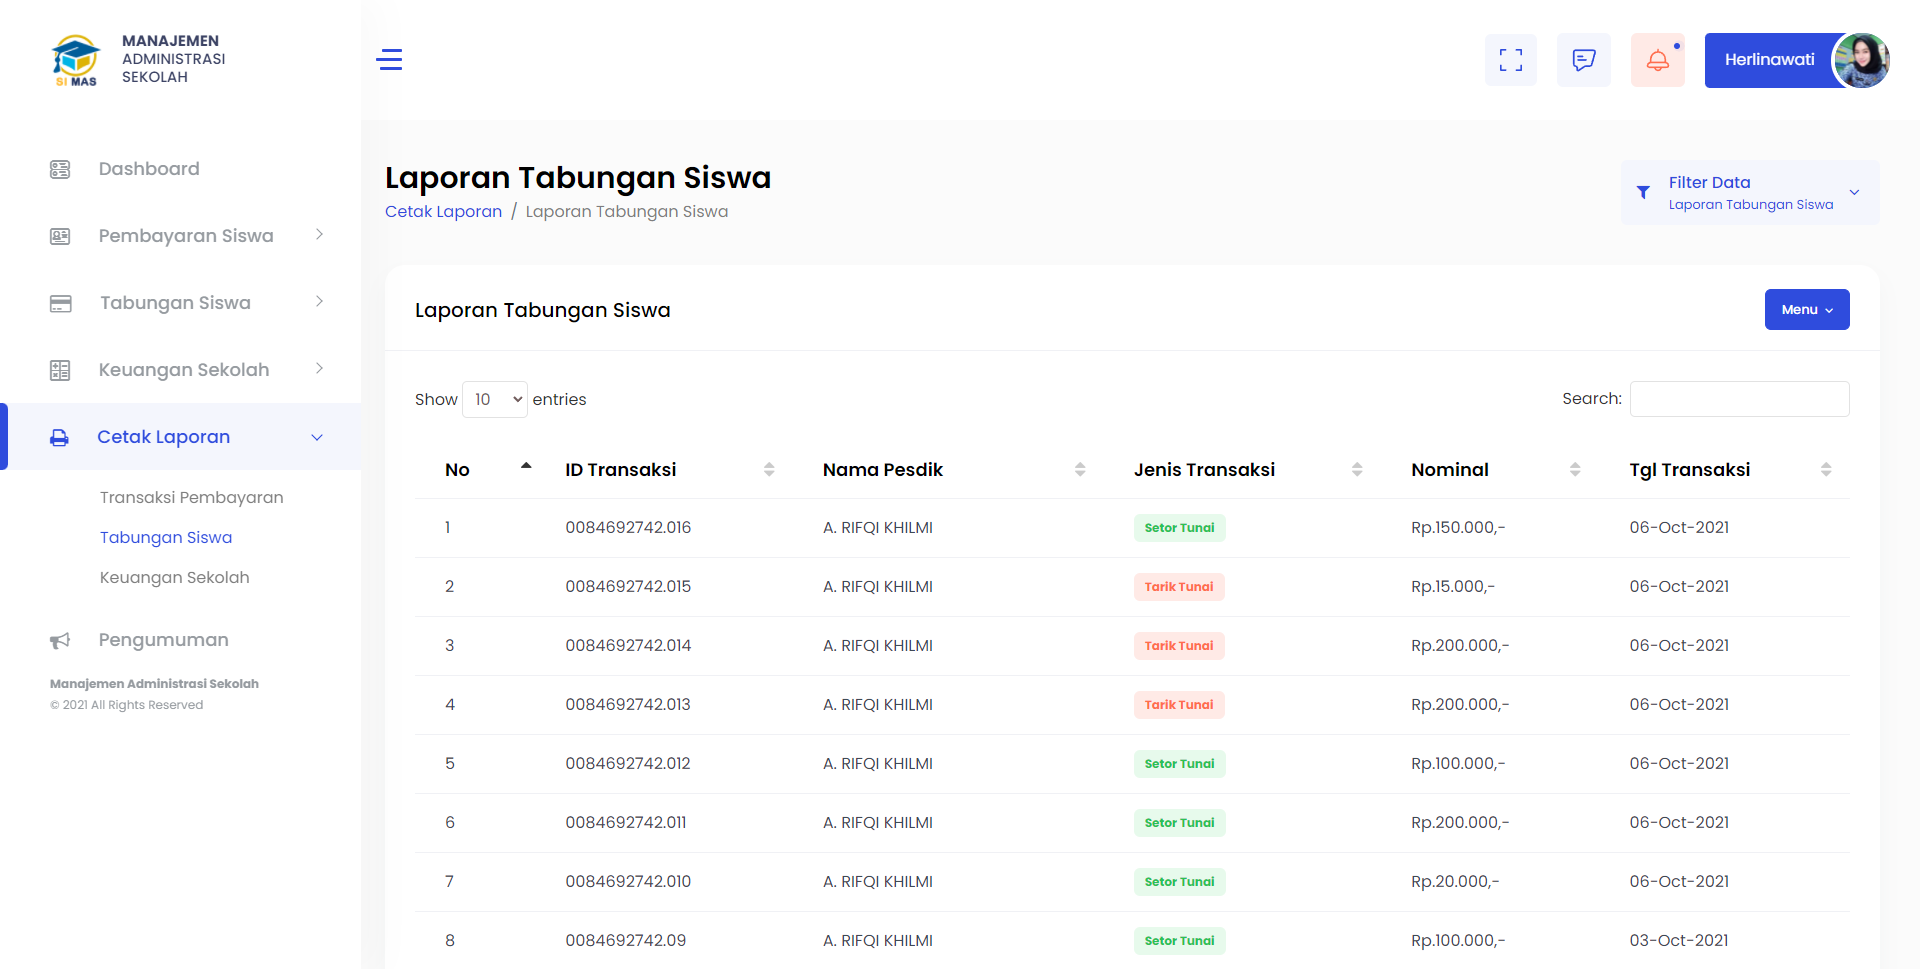 MANAJEMEN
ADMINISTRASI
SEKOLAH
SI MAS
Herlinawati
Dashboard
Pembayaran Siswa
Tabungan Siswa
Keuangan Sekolah
Cetak Laporan
Transaksi Pembayaran
Tabungan Siswa
Keuangan Sekolah
Pengumuman
Manajemen Administrasi Sekolah
© 2021 All Rights Reserved
Laporan Tabungan Siswa
Cetak Laporan / Laporan Tabungan Siswa
Filter Data
Laporan Tabungan Siswa
Laporan Tabungan Siswa
Menu
Show 10 entries
Search:
No ID Transaksi Nama Pesdik Jenis Transaksi Nominal Tgl Transaksi
1 0084692742.016 A. RIFQI KHILMI Setor Tunai Rp.150.000,- 06-Oct-2021
2 0084692742.015 A. RIFQI KHILMI Tarik Tunai Rp.15.000,- 06-Oct-2021
3 0084692742.014 A. RIFQI KHILMI Tarik Tunai Rp.200.000,- 06-Oct-2021
4 0084692742.013 A. RIFQI KHILMI Tarik Tunai Rp.200.000,- 06-Oct-2021
5 0084692742.012 A. RIFQI KHILMI Setor Tunai Rp.100.000,- 06-Oct-2021
6 0084692742.011 A. RIFQI KHILMI Setor Tunai Rp.200.000,- 06-Oct-2021
7 0084692742.010 A. RIFQI KHILMI Setor Tunai Rp.20.000,- 06-Oct-2021
8 0084692742.09 A. RIFQI KHILMI Setor Tunai Rp.100.000,- 03-Oct-2021